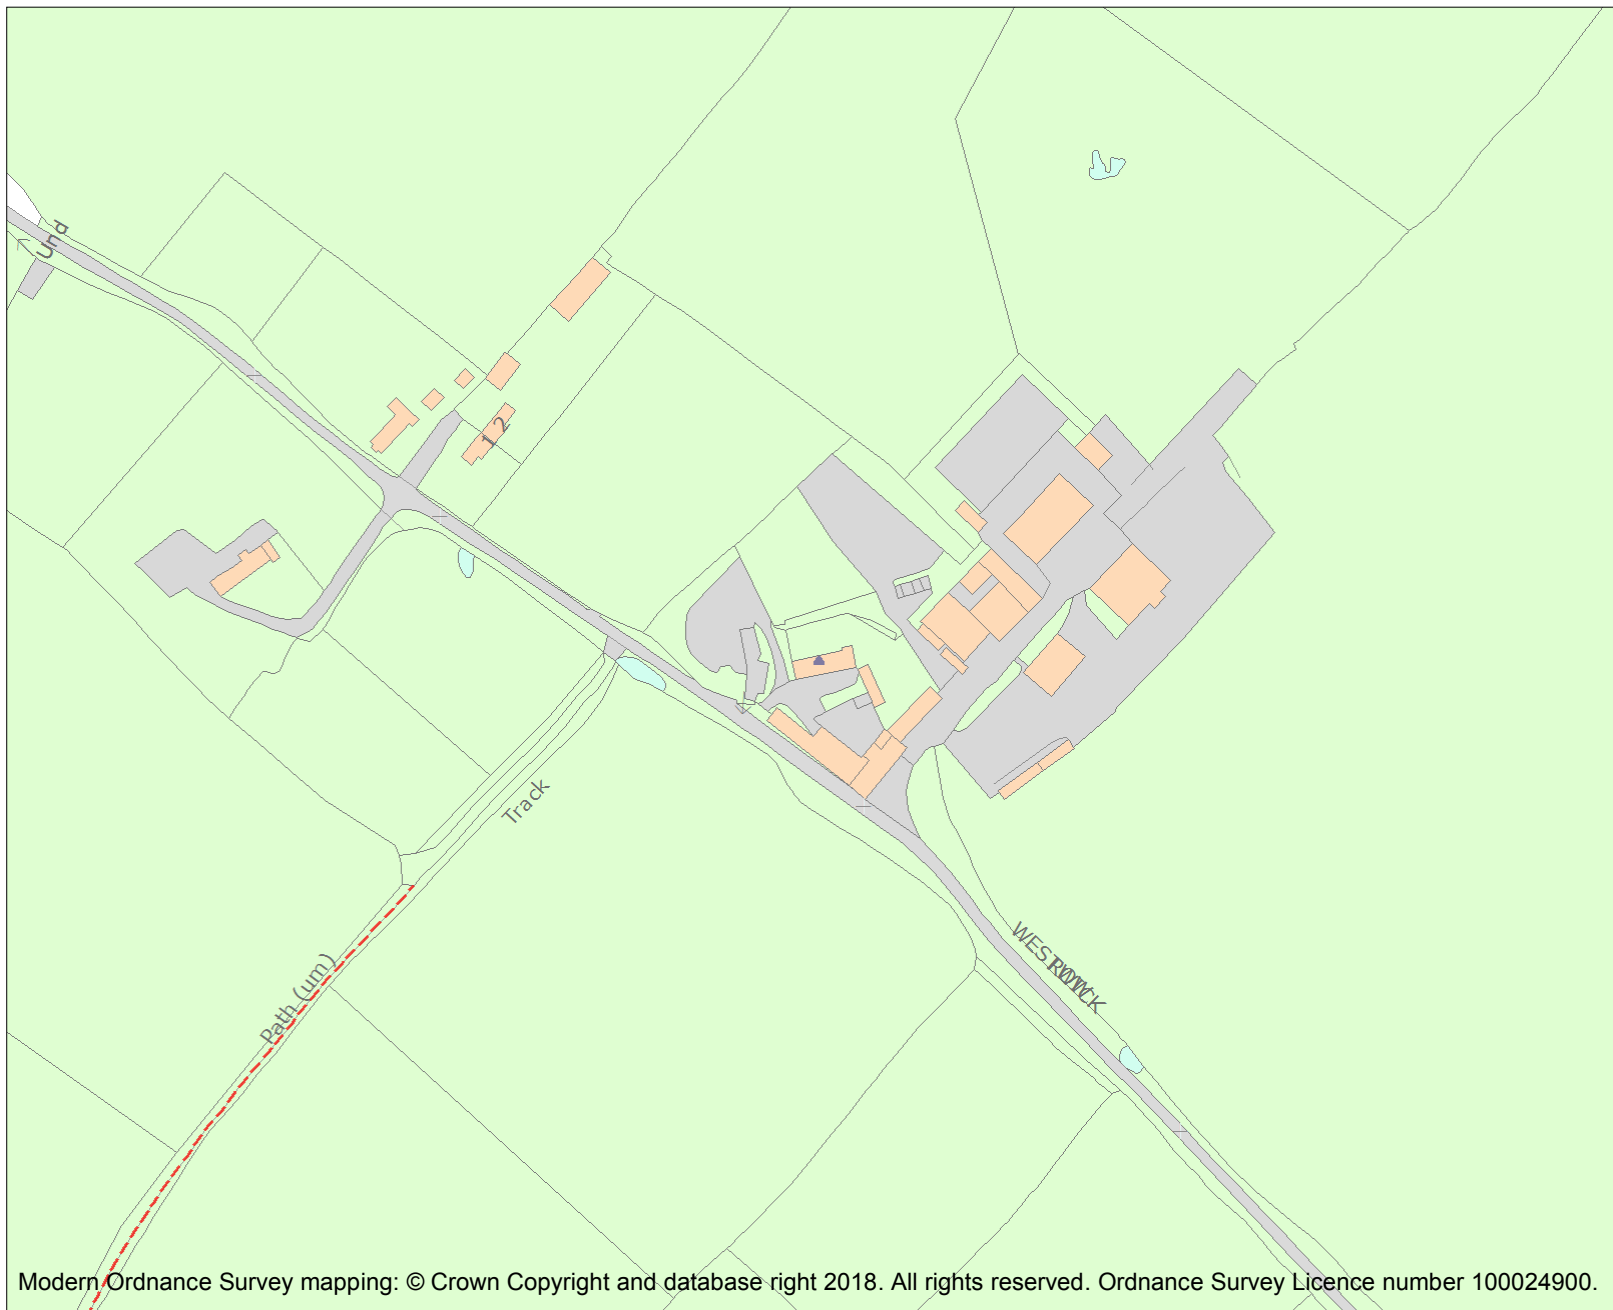 Und
1 2
Track
WESTWICK
ROW
Path (um)
Modern Ordnance Survey mapping: © Crown Copyright and database right 2018. All rights reserved. Ordnance Survey Licence number 100024900.